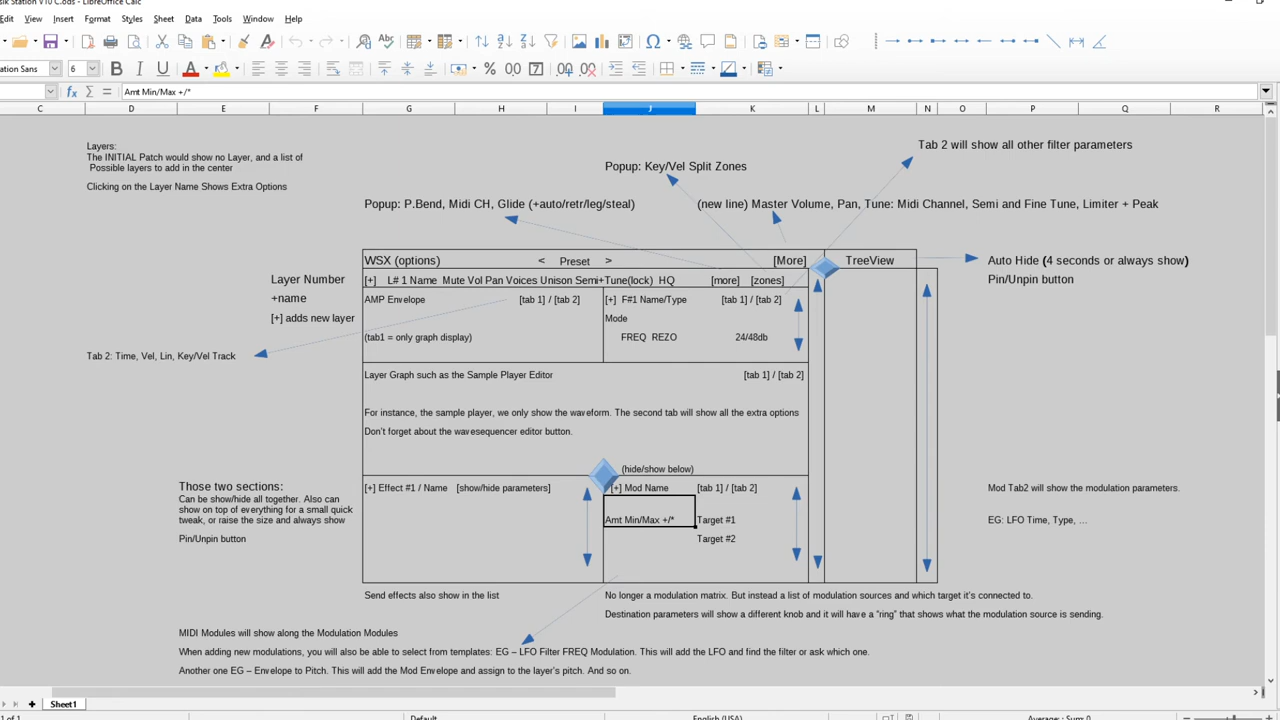 sik Station V10 C.ods - LibreOffice Calc
Edit View Insert Format Styles Sheet Data Tools Window Help
ation Sans 6
Amt Min/Max +/*
C D E F G H I J K L M N O P Q R
Layers:
The INITIAL Patch would show no Layer, and a list of
Possible layers to add in the center
Clicking on the Layer Name Shows Extra Options
Tab 2 will show all other filter parameters
Popup: Key/Vel Split Zones
Popup: P.Bend, Midi CH, Glide (+auto/retr/leg/steal)
(new line) Master Volume, Pan, Tune: Midi Channel, Semi and Fine Tune, Limiter + Peak
WSX (options) < Preset > [More] TreeView
Auto Hide (4 seconds or always show)
Pin/Unpin button
Layer Number
+name
[+] adds new layer
[+] L# 1 Name Mute Vol Pan Voices Unison Semi+Tune(lock) HQ [more] [zones]
AMP Envelope [tab 1] / [tab 2] [+] F#1 Name/Type [tab 1] / [tab 2]
Mode
(tab1 = only graph display) FREQ REZO 24/48db
Tab 2: Time, Vel, Lin, Key/Vel Track
Layer Graph such as the Sample Player Editor [tab 1] / [tab 2]
For instance, the sample player, we only show the waveform. The second tab will show all the extra options
Don't forget about the wavesequencer editor button.
(hide/show below)
Those two sections:
Can be show/hide all together. Also can
show on top of everything for a small quick
tweak, or raise the size and always show
Pin/Unpin button
[+] Effect #1 / Name [show/hide parameters] [+] Mod Name [tab 1] / [tab 2]
Amt Min/Max +/* Target #1
Target #2
Mod Tab2 will show the modulation parameters.
EG: LFO Time, Type, ...
Send effects also show in the list
No longer a modulation matrix. But instead a list of modulation sources and which target it's connected to.
Destination parameters will show a different knob and it will have a "ring" that shows what the modulation source is sending.
MIDI Modules will show along the Modulation Modules
When adding new modulations, you will also be able to select from templates: EG – LFO Filter FREQ Modulation. This will add the LFO and find the filter or ask which one.
Another one EG – Envelope to Pitch. This will add the Mod Envelope and assign to the layer's pitch. And so on.
Sheet1
1 of 1 Default English (USA) Average: ; Sum: 0